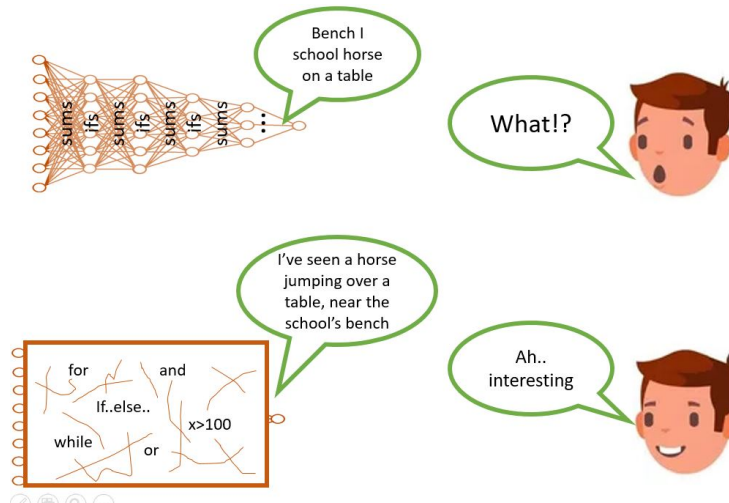 Bench I
school horse
on a table
What!?
sums
ifs
sums
ifs
sums
ifs
sums
...
I've seen a horse
jumping over a
table, near the
school's bench
Ah..
interesting
for
and
If..else..
x>100
while
or